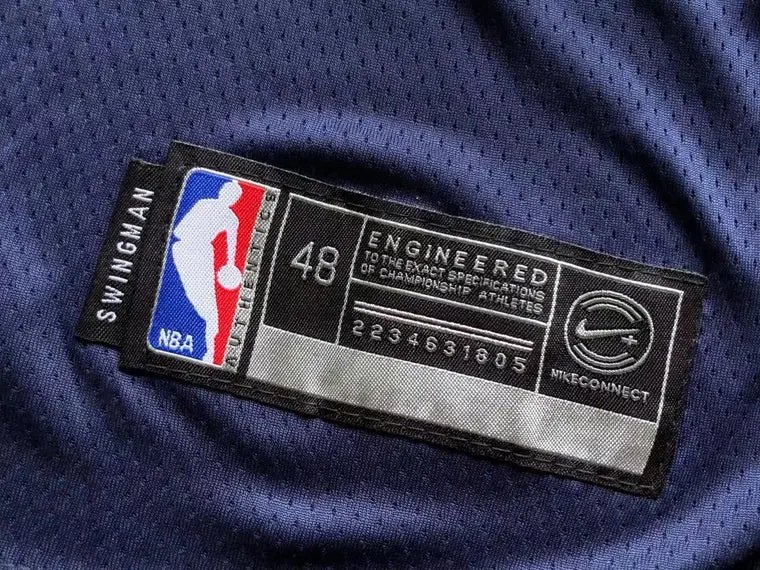 SWINGMAN
NBA
AUTHENTICS
48
ENGINEERED
TO THE EXACT SPECIFICATIONS
OF CHAMPIONSHIP ATHLETES
2234631805
NIKECONNECT